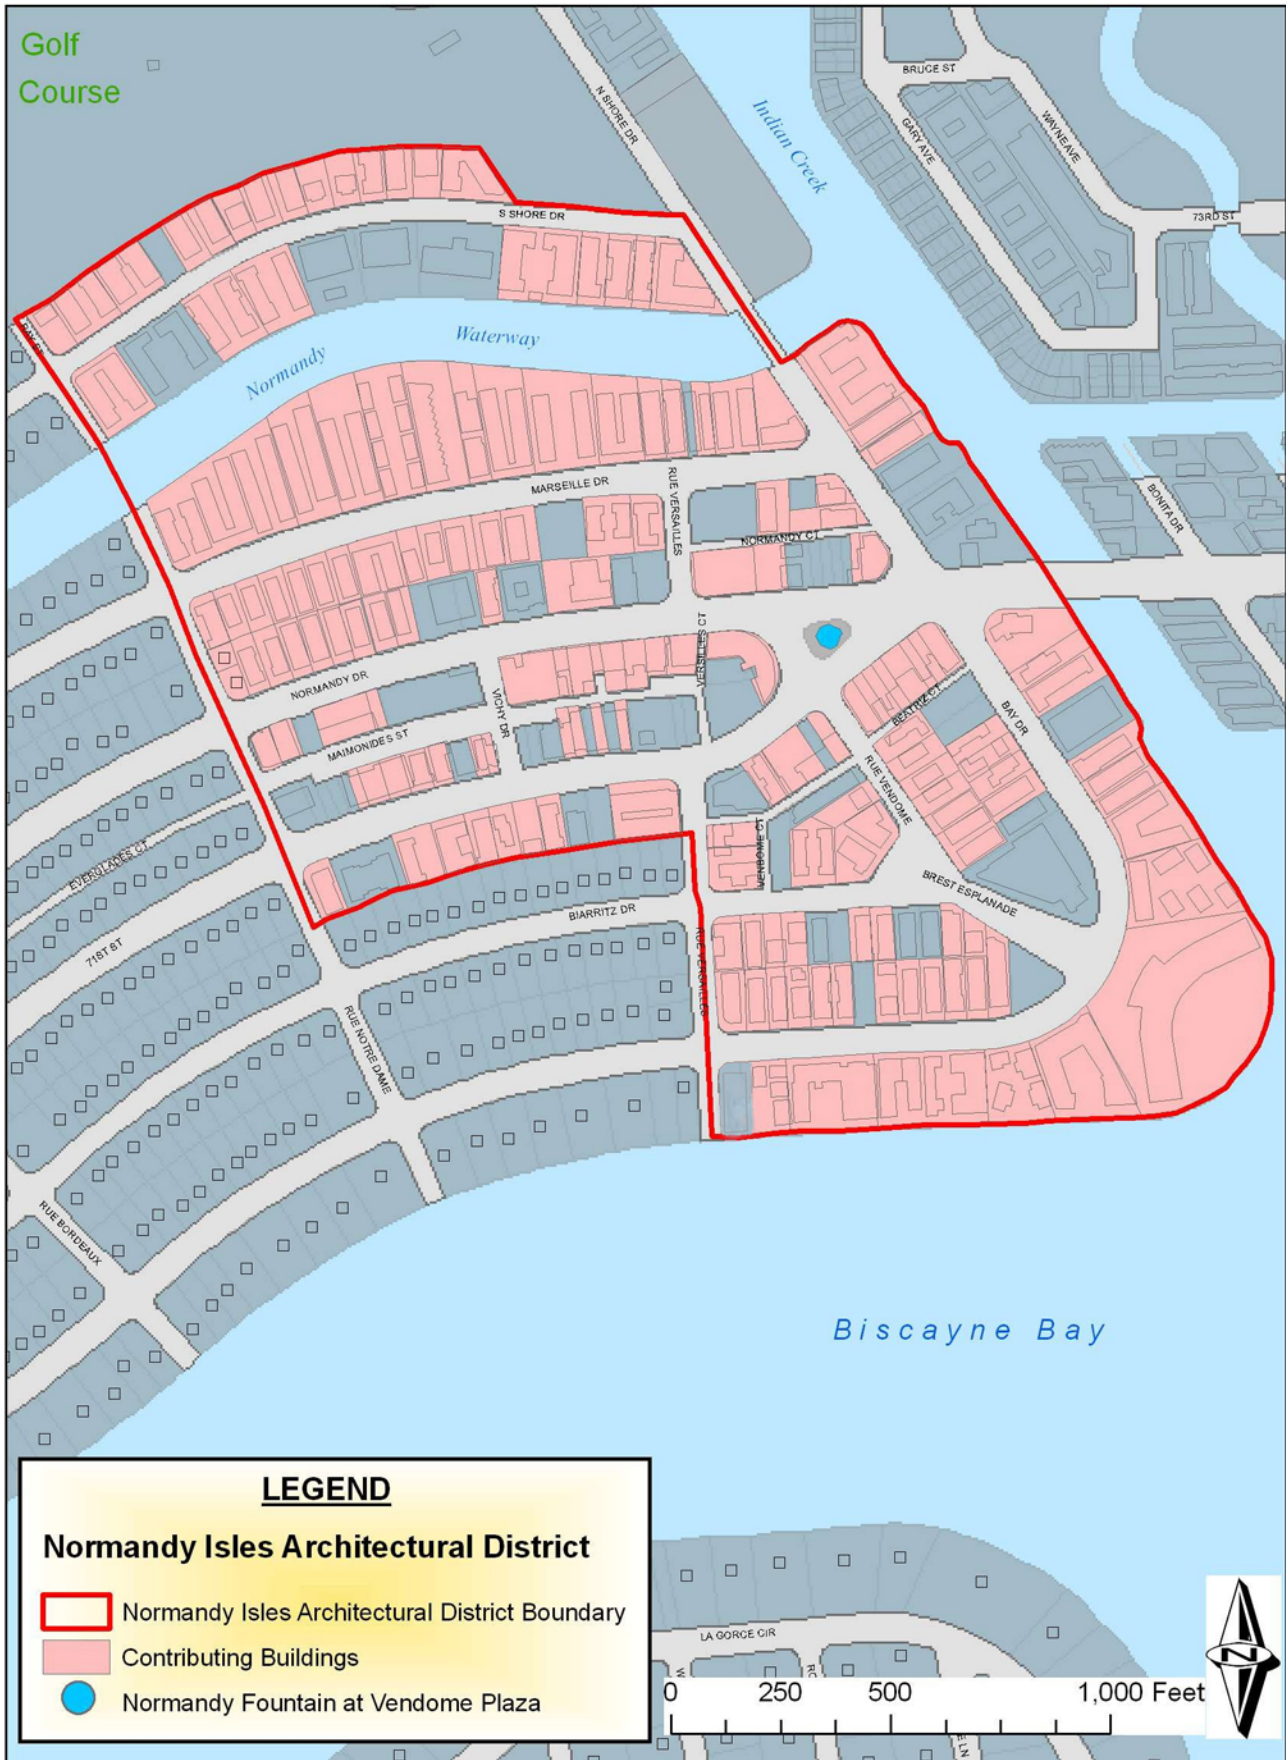 Golf
Course
N SHORE DR
Indian Creek
BRUCE ST
GARY AVE
WAYNE AVE
73RD ST
S SHORE DR
BAY DR
Normandy
Waterway
MARSEILLE DR
RUE VERSAILLES
NORMANDY CT
BONITA DR
NORMANDY DR
VICHY DR
MAIMONIDES ST
VERSILLES CT
BEATRIZ CT
BAY DR
RUE VENDOME
VENDOME CT
BREST ESPLANADE
EVERGLADES CT
71ST ST
BIARRITZ DR
RUE VERSAILLES
RUE NOTRE DAME
RUE BORDEAUX
Biscayne Bay
LEGEND
Normandy Isles Architectural District
Normandy Isles Architectural District Boundary
Contributing Buildings
Normandy Fountain at Vendome Plaza
LA GORCE CIR
0 250 500 1,000 Feet
N
E LN